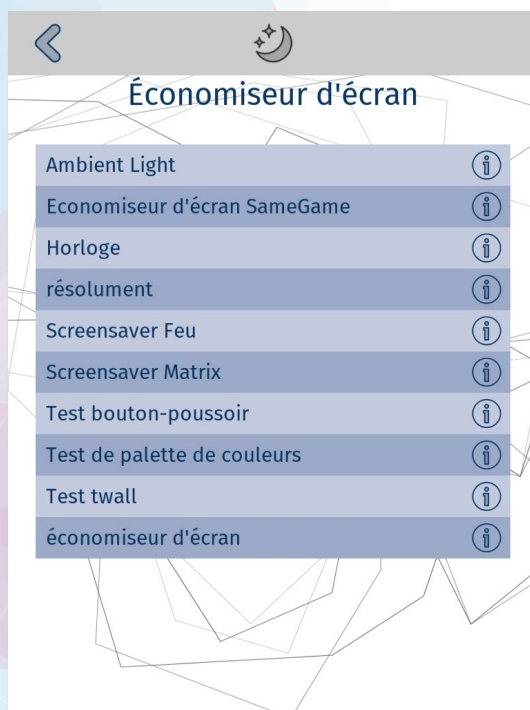 Économiseur d'écran
Ambient Light
Economiseur d'écran SameGame
Horloge
résolument
Screensaver Feu
Screensaver Matrix
Test bouton-poussoir
Test de palette de couleurs
Test twall
économiseur d'écran